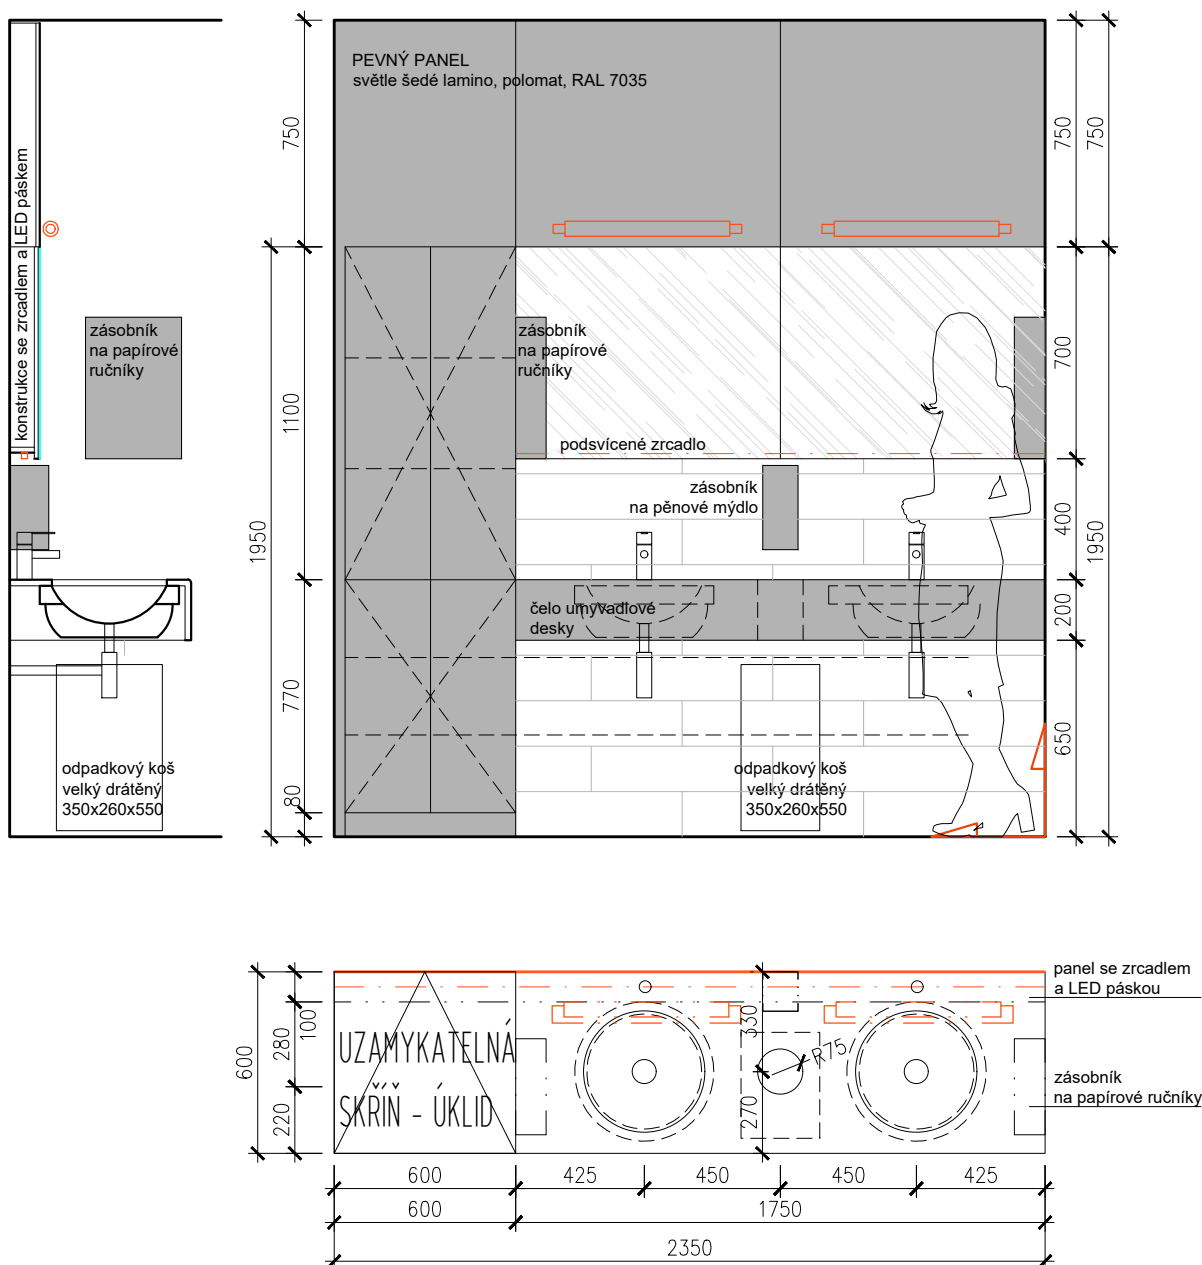 PEVNÝ PANEL
světle šedé lamino, polomat, RAL 7035
konstrukce se zrcadlem a LED páskem
750
750
750
zásobník
na papírové
ručníky
zásobník
na papírové
ručníky
700
1100
podsvícené zrcadlo
zásobník
na pěnové mýdlo
400
1950
1950
čelo umyvadlové
desky
200
770
650
odpadkový koš
velký drátěný
350x260x550
odpadkový koš
velký drátěný
350x260x550
80
panel se zrcadlem
a LED páskou
600
280
100
220
UZAMYKATELNÁ
SKŘÍŇ - ÚKLID
330
R75
270
zásobník
na papírové ručníky
600
425
450
450
425
600
1750
2350